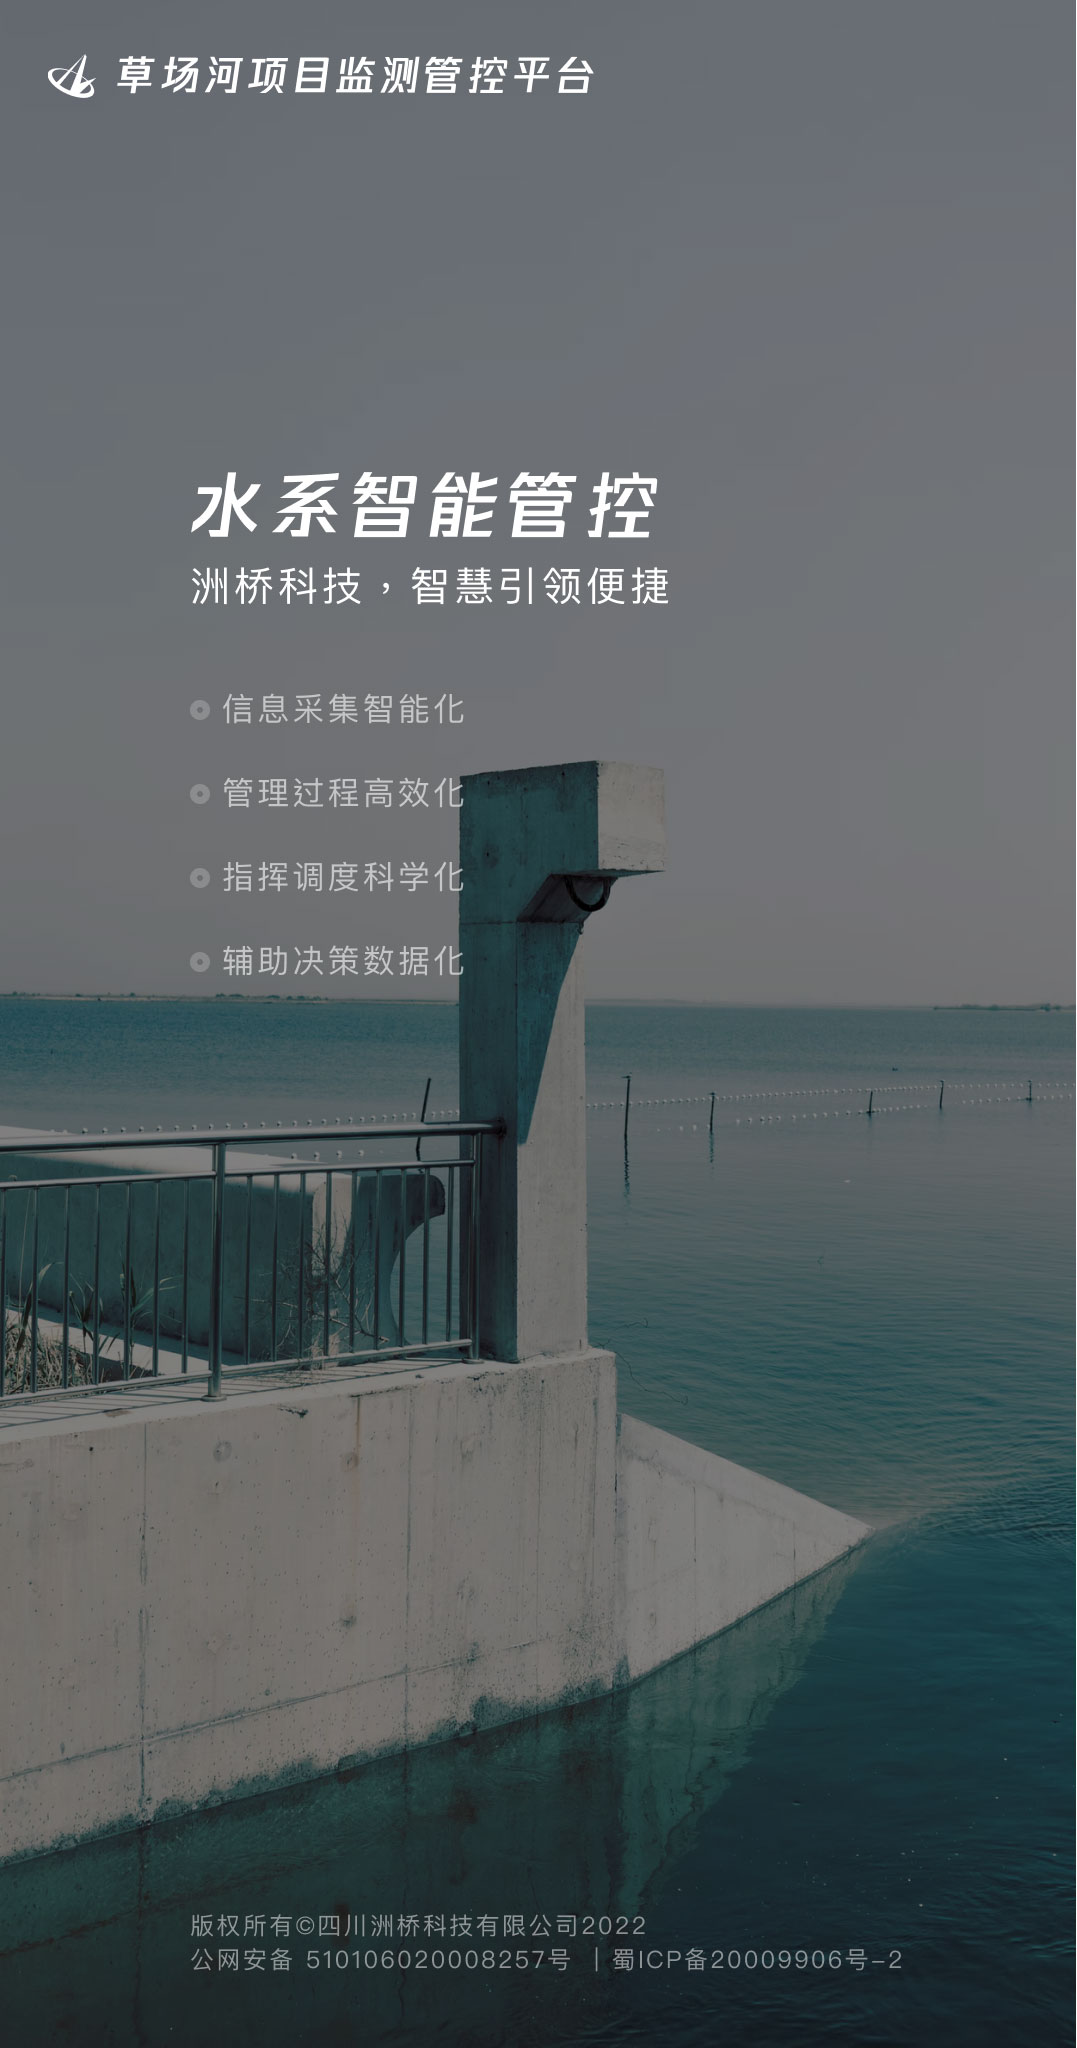 草场河项目监测管控平台
水系智能管控
洲桥科技，智慧引领便捷
信息采集智能化
管理过程高效化
指挥调度科学化
辅助决策数据化
版权所有©四川洲桥科技有限公司2022
公网安备 510106020008257号 ｜蜀ICP备20009906号-2